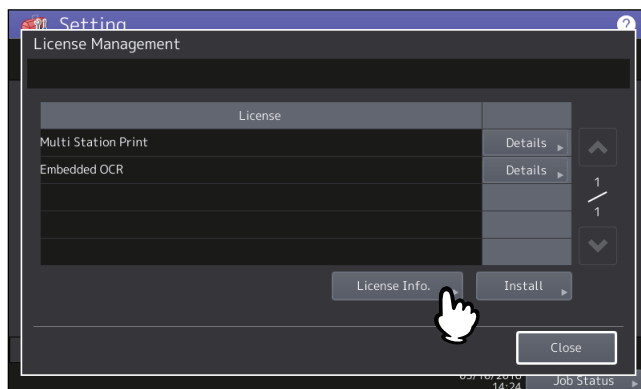 Setting
?
License Management
License
Multi Station Print
Details
Embedded OCR
Details
1
1
License Info.
Install
Close
14:24
Job Status